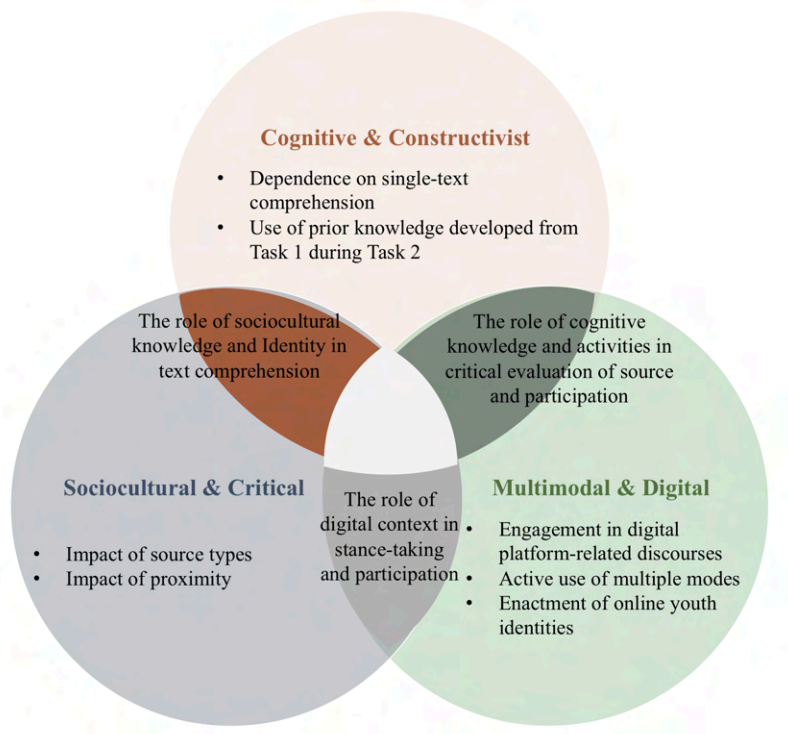 Cognitive & Constructivist
• Dependence on single-text
comprehension
• Use of prior knowledge developed from
Task 1 during Task 2
The role of sociocultural
knowledge and Identity in
text comprehension
The role of cognitive
knowledge and activities in
critical evaluation of source
and participation
Sociocultural & Critical
• Impact of source types
• Impact of proximity
The role of
digital context in
stance-taking
and participation
Multimodal & Digital
• Engagement in digital
platform-related discourses
• Active use of multiple modes
• Enactment of online youth
identities